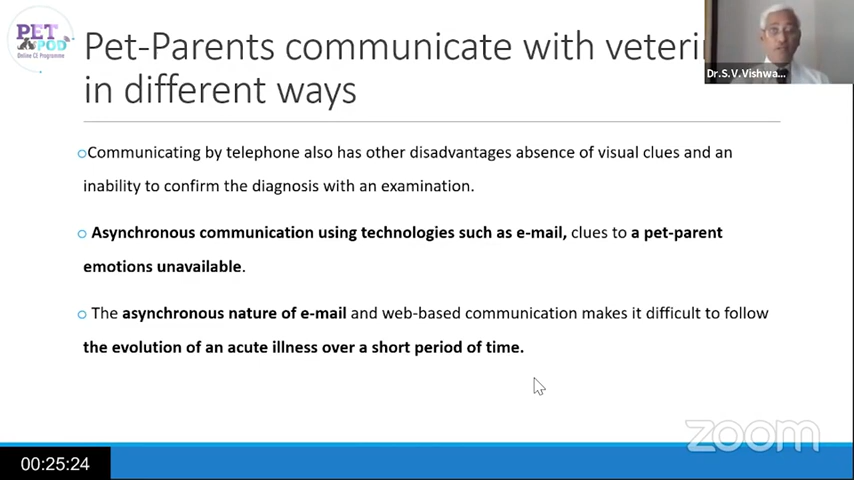 PET
POD
Online CE Programme
Pet-Parents communicate with veteri
in different ways
Dr.S.V.Vishwa...
oCommunicating by telephone also has other disadvantages absence of visual clues and an
inability to confirm the diagnosis with an examination.
o Asynchronous communication using technologies such as e-mail, clues to a pet-parent
emotions unavailable.
o The asynchronous nature of e-mail and web-based communication makes it difficult to follow
the evolution of an acute illness over a short period of time.
zoom
00:25:24